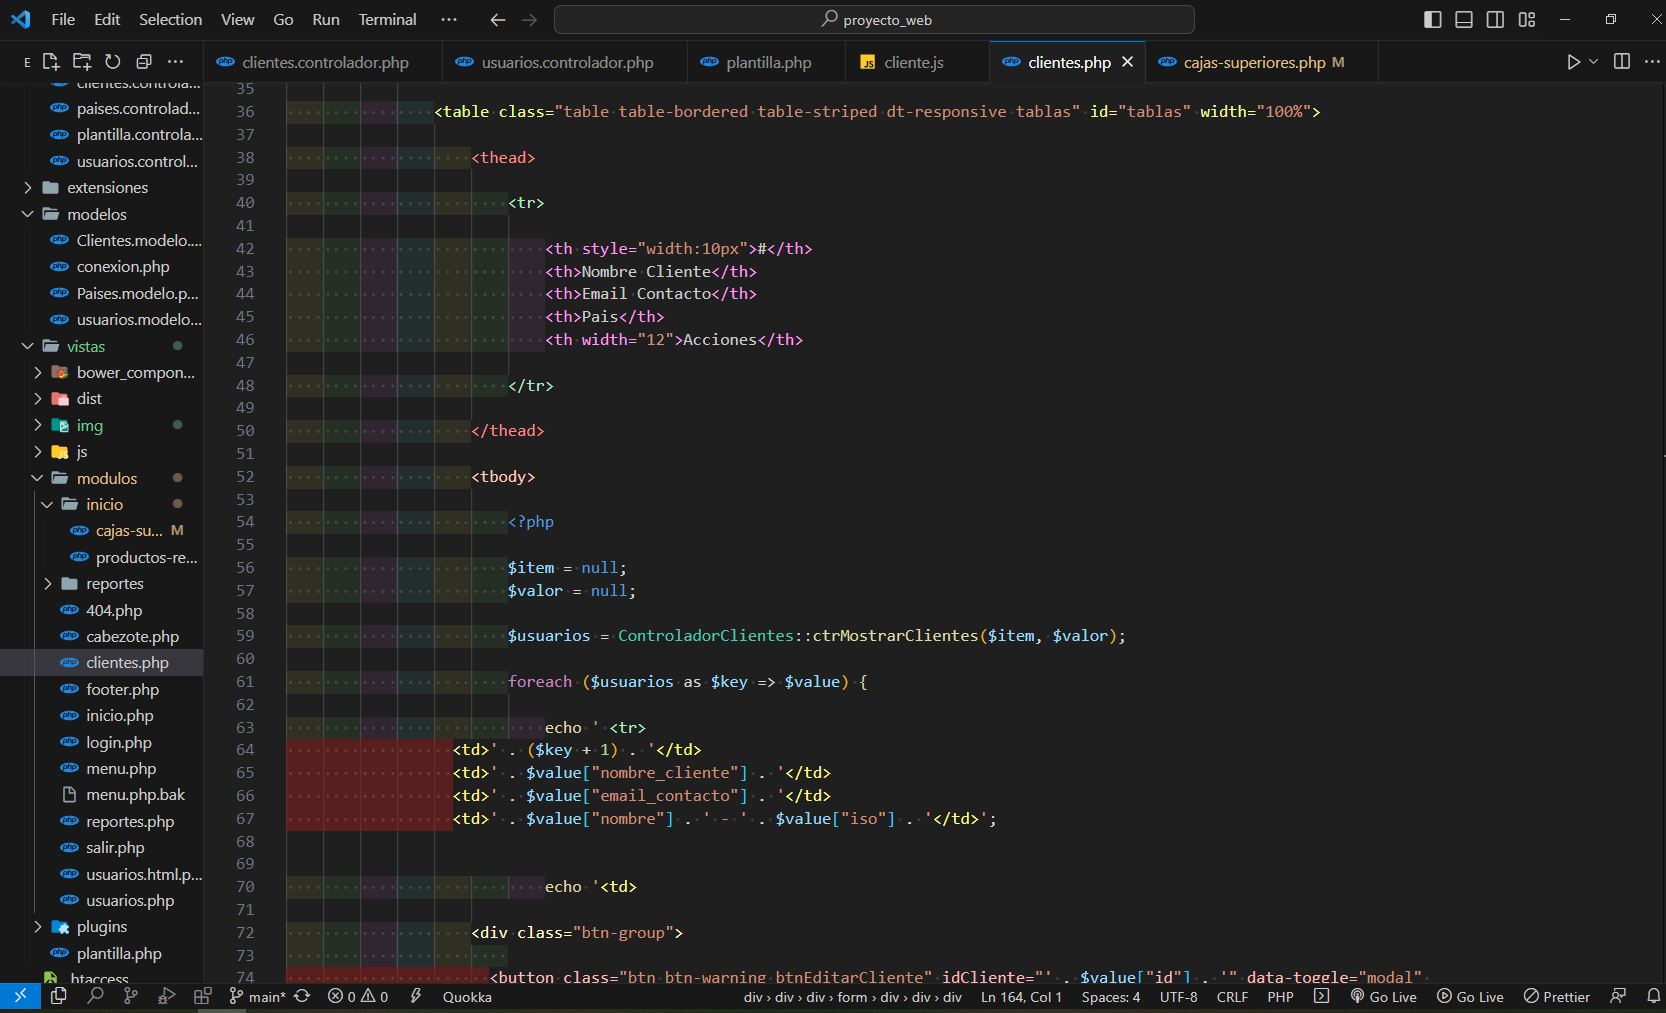 File Edit Selection View Go Run Terminal ··· proyecto_web
E ··· clientes.controlador.php usuarios.controlador.php plantilla.php JS cliente.js clientes.php cajas-superiores.php M
clientes.controla...
paises.controlad...
plantilla.controla...
usuarios.control...
extensiones
modelos
Clientes.modelo....
conexion.php
Paises.modelo.p...
usuarios.modelo...
vistas
bower_compon...
dist
img
js
modulos
inicio
cajas-su... M
productos-re...
reportes
404.php
cabezote.php
clientes.php
footer.php
inicio.php
login.php
menu.php
menu.php.bak
reportes.php
salir.php
usuarios.html.p...
usuarios.php
plugins
plantilla.php
.htaccess
35
36 <table class="table table-bordered table-striped dt-responsive tablas" id="tablas" width="100%">
37
38 <thead>
39
40 <tr>
41
42 <th style="width:10px">#</th>
43 <th>Nombre Cliente</th>
44 <th>Email Contacto</th>
45 <th>Pais</th>
46 <th width="12">Acciones</th>
47
48 </tr>
49
50 </thead>
51
52 <tbody>
53
54 <?php
55
56 $item = null;
57 $valor = null;
58
59 $usuarios = ControladorClientes::ctrMostrarClientes($item, $valor);
60
61 foreach ($usuarios as $key => $value) {
62
63 echo ' <tr>
64 <td>' . ($key + 1) . '</td>
65 <td>' . $value["nombre_cliente"] . '</td>
66 <td>' . $value["email_contacto"] . '</td>
67 <td>' . $value["nombre"] . ' - ' . $value["iso"] . '</td>';
68
69
70 echo '<td>
71
72 <div class="btn-group">
73
74 <button class="btn btn-warning btnEditarCliente" idCliente="' . $value["id"] . '" data-toggle="modal"
main* 0 0 Quokka div › div › div › form › div › div › div Ln 164, Col 1 Spaces: 4 UTF-8 CRLF PHP Go Live Go Live Prettier